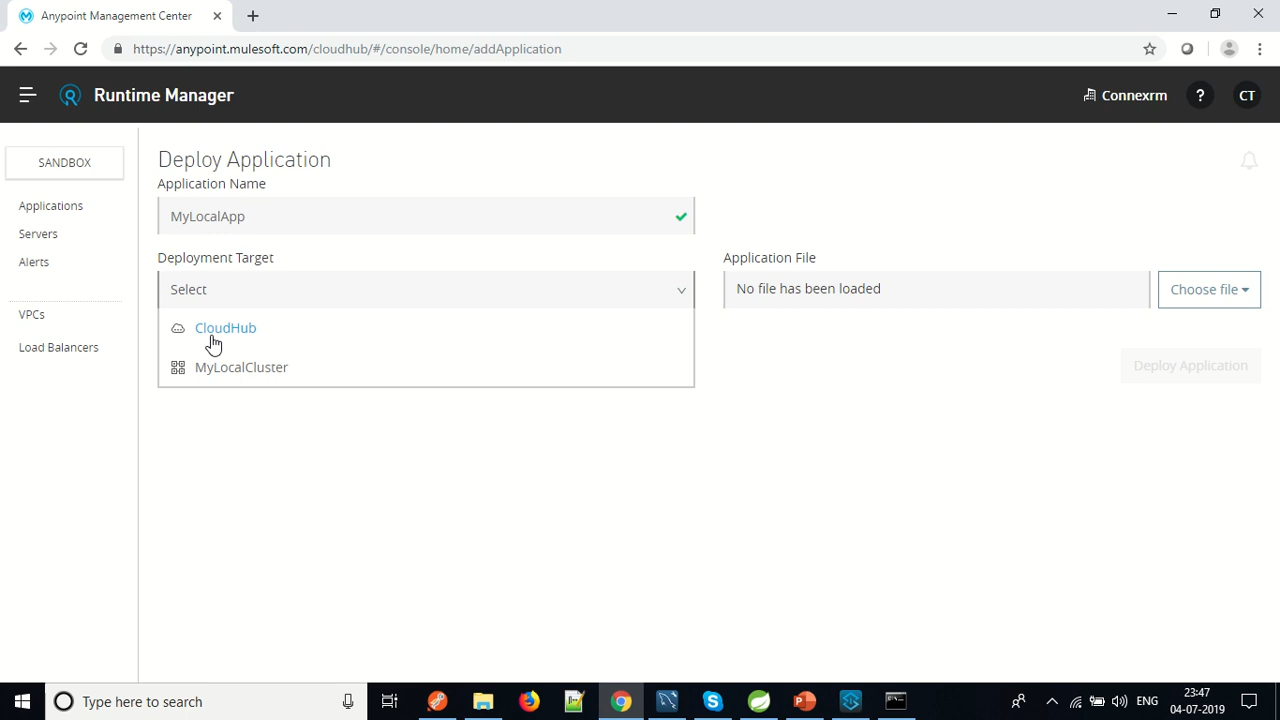 Anypoint Management Center
https://anypoint.mulesoft.com/cloudhub/#/console/home/addApplication
Runtime Manager
Connexrm
?
CT
SANDBOX
Applications
Servers
Alerts
VPCs
Load Balancers
Deploy Application
Application Name
MyLocalApp
Deployment Target
Select
CloudHub
MyLocalCluster
Application File
No file has been loaded
Choose file
Deploy Application
Type here to search
ENG
23:47
04-07-2019